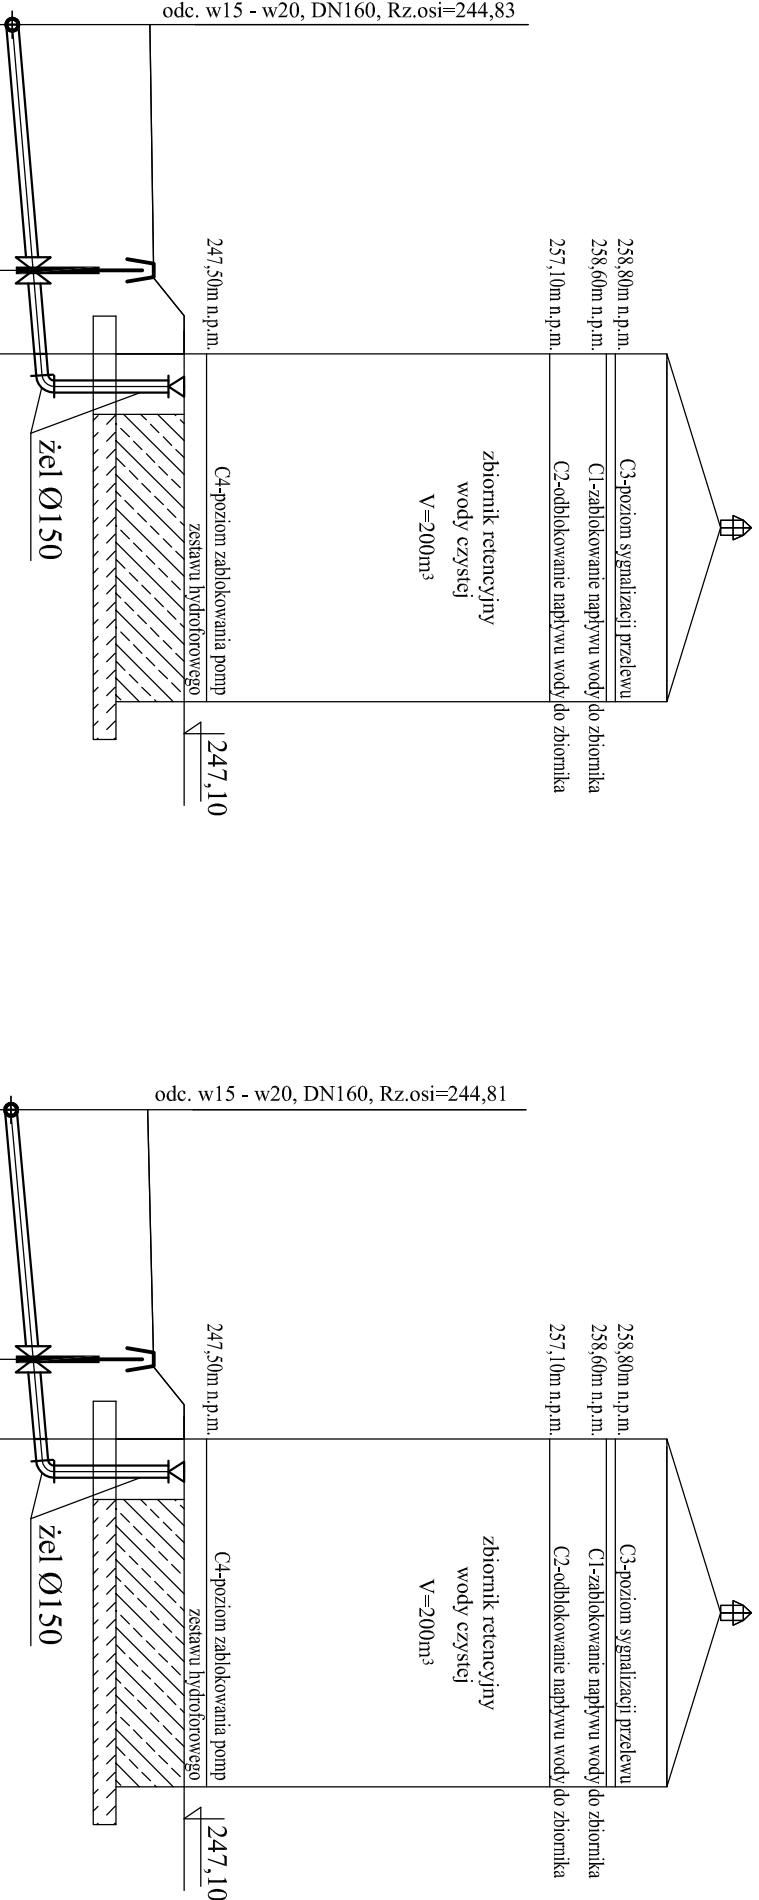 odc. w15 - w20, DN160, Rz.osi=244,83
258,80m n.p.m.
258,60m n.p.m.
257,10m n.p.m.
247,50m n.p.m.
C3-poziom sygnalizacji przelewu
C1-zablokowanie napływu wody do zbiornika
C2-odblokowanie napływu wody do zbiornika
zbiornik retencyjny
wody czystej
V=200m³
C4-poziom zablokowania pomp
zestawu hydroforowego
żel Ø150
247,10
odc. w15 - w20, DN160, Rz.osi=244,81
258,80m n.p.m.
258,60m n.p.m.
257,10m n.p.m.
247,50m n.p.m.
C3-poziom sygnalizacji przelewu
C1-zablokowanie napływu wody do zbiornika
C2-odblokowanie napływu wody do zbiornika
zbiornik retencyjny
wody czystej
V=200m³
C4-poziom zablokowania pomp
zestawu hydroforowego
żel Ø150
247,10